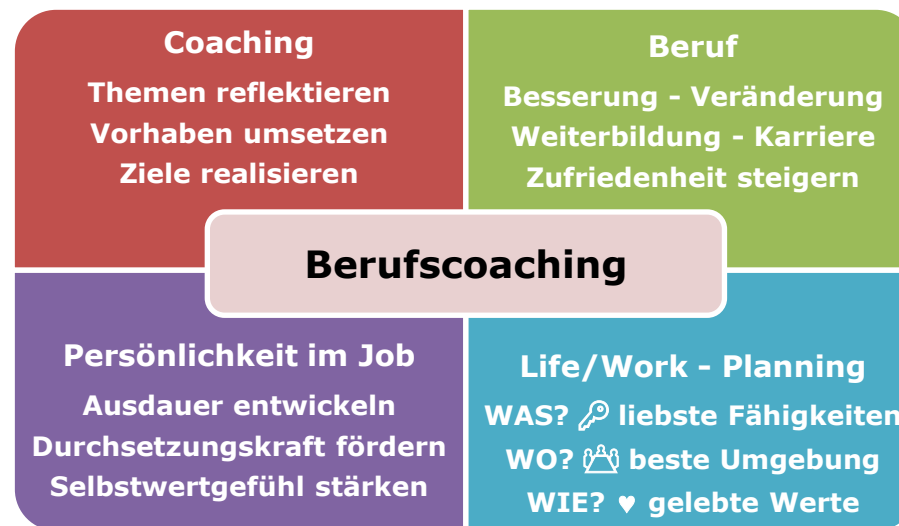 Coaching
Themen reflektieren
Vorhaben umsetzen
Ziele realisieren
Beruf
Besserung - Veränderung
Weiterbildung - Karriere
Zufriedenheit steigern
Berufscoaching
Persönlichkeit im Job
Ausdauer entwickeln
Durchsetzungskraft fördern
Selbstwertgefühl stärken
Life/Work - Planning
WAS? 🔑 liebste Fähigkeiten
WO? beste Umgebung
WIE? ♥ gelebte Werte